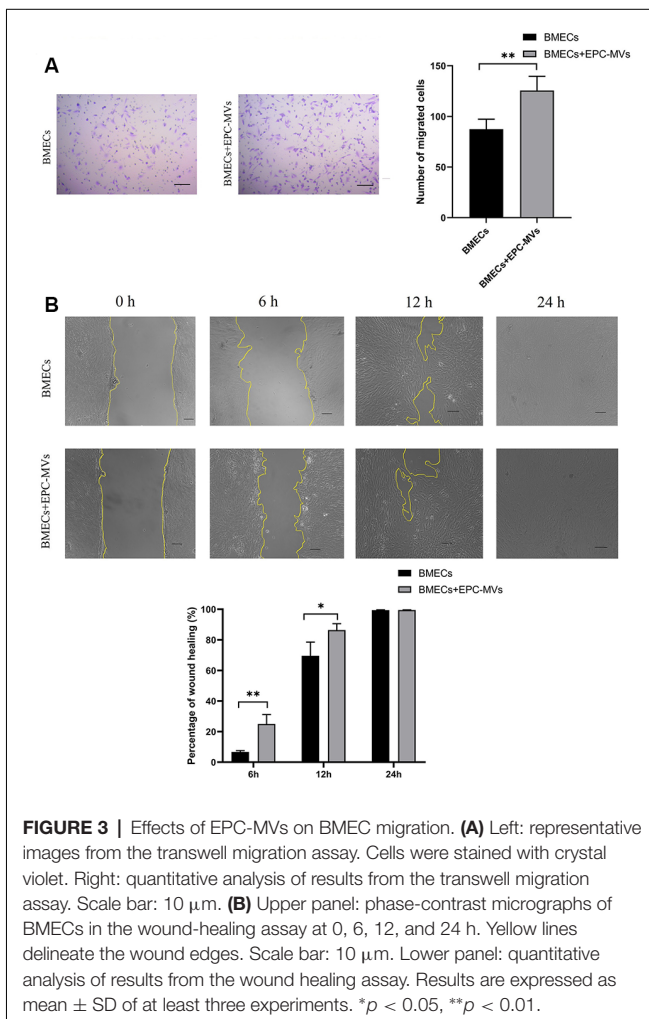 A
BMECs
BMECs+EPC-MVs
BMECs
BMECs+EPC-MVs
**
Number of migrated cells
150
100
50
0
BMECs
BMECs+EPC-MVs
B
0 h
6 h
12 h
24 h
BMECs
BMECs+EPC-MVs
BMECs
BMECs+EPC-MVs
Percentage of wound healing (%)
100
80
60
40
20
0
**
*
6h
12h
24h
FIGURE 3 | Effects of EPC-MVs on BMEC migration. (A) Left: representative
images from the transwell migration assay. Cells were stained with crystal
violet. Right: quantitative analysis of results from the transwell migration
assay. Scale bar: 10 μm. (B) Upper panel: phase-contrast micrographs of
BMECs in the wound-healing assay at 0, 6, 12, and 24 h. Yellow lines
delineate the wound edges. Scale bar: 10 μm. Lower panel: quantitative
analysis of results from the wound healing assay. Results are expressed as
mean ± SD of at least three experiments. *p < 0.05, **p < 0.01.